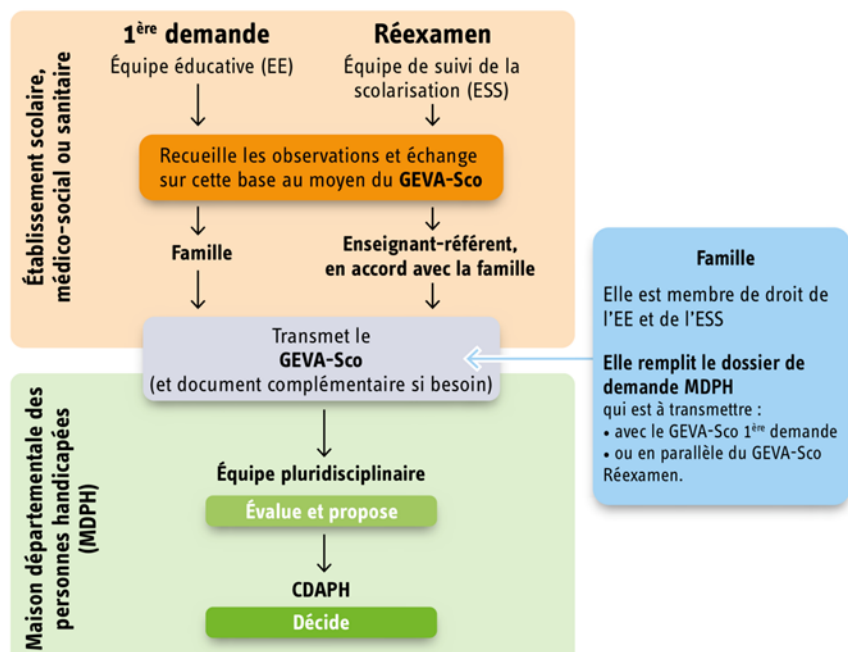 Établissement scolaire,
médico-social ou sanitaire
1ère demande
Équipe éducative (EE)
Réexamen
Équipe de suivi de la
scolarisation (ESS)
Recueille les observations et échange
sur cette base au moyen du GEVA-Sco
Famille
Enseignant-référent,
en accord avec la famille
Transmet le
GEVA-Sco
(et document complémentaire si besoin)
Famille
Elle est membre de droit de
l'EE et de l'ESS
Elle remplit le dossier de
demande MDPH
qui est à transmettre :
• avec le GEVA-Sco 1ère demande
• ou en parallèle du GEVA-Sco
Réexamen.
Maison départementale des
personnes handicapées
(MDPH)
Équipe pluridisciplinaire
Évalue et propose
CDAPH
Décide